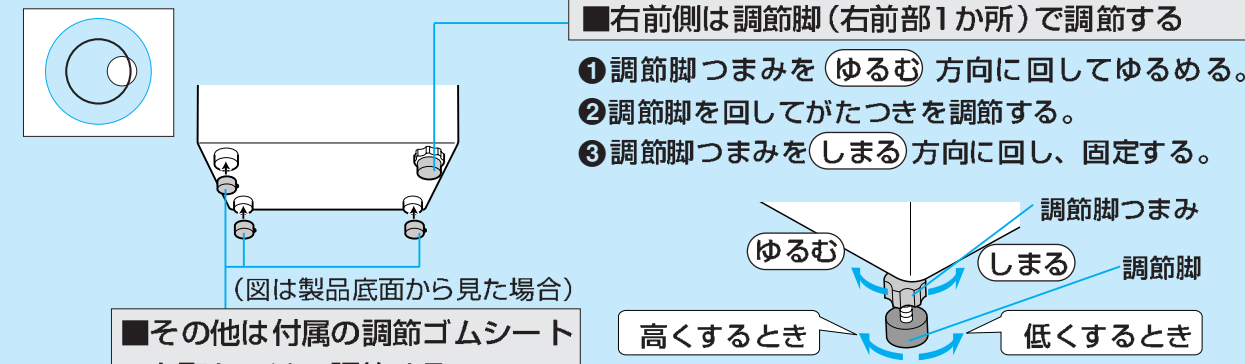 ■右前側は調節脚（右前部1か所）で調節する
❶調節脚つまみを ゆるむ 方向に回してゆるめる。
❷調節脚を回してがたつきを調節する。
❸調節脚つまみを しまる 方向に回し、固定する。
調節脚つまみ
ゆるむ
しまる
調節脚
（図は製品底面から見た場合）
高くするとき
低くするとき
■その他は付属の調節ゴムシート